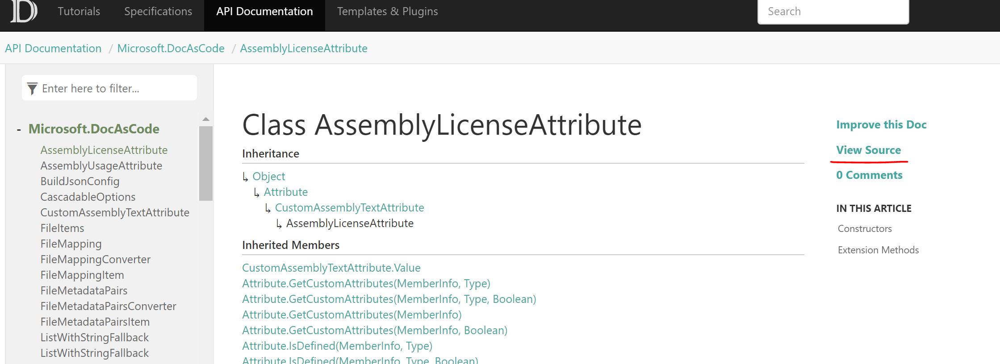 D Tutorials Specifications API Documentation Templates & Plugins Search
API Documentation / Microsoft.DocAsCode / AssemblyLicenseAttribute
Enter here to filter...
- Microsoft.DocAsCode
AssemblyLicenseAttribute
AssemblyUsageAttribute
BuildJsonConfig
CascadableOptions
CustomAssemblyTextAttribute
FileItems
FileMapping
FileMappingConverter
FileMappingItem
FileMetadataPairs
FileMetadataPairsConverter
FileMetadataPairsItem
ListWithStringFallback
ListWithStringFallback
Class AssemblyLicenseAttribute
Inheritance
↳ Object
↳ Attribute
↳ CustomAssemblyTextAttribute
↳ AssemblyLicenseAttribute
Inherited Members
CustomAssemblyTextAttribute.Value
Attribute.GetCustomAttributes(MemberInfo, Type)
Attribute.GetCustomAttributes(MemberInfo, Type, Boolean)
Attribute.GetCustomAttributes(MemberInfo)
Attribute.GetCustomAttributes(MemberInfo, Boolean)
Attribute.IsDefined(MemberInfo, Type)
Attribute.IsDefined(MemberInfo, Type, Boolean)
Improve this Doc
View Source
0 Comments
IN THIS ARTICLE
Constructors
Extension Methods